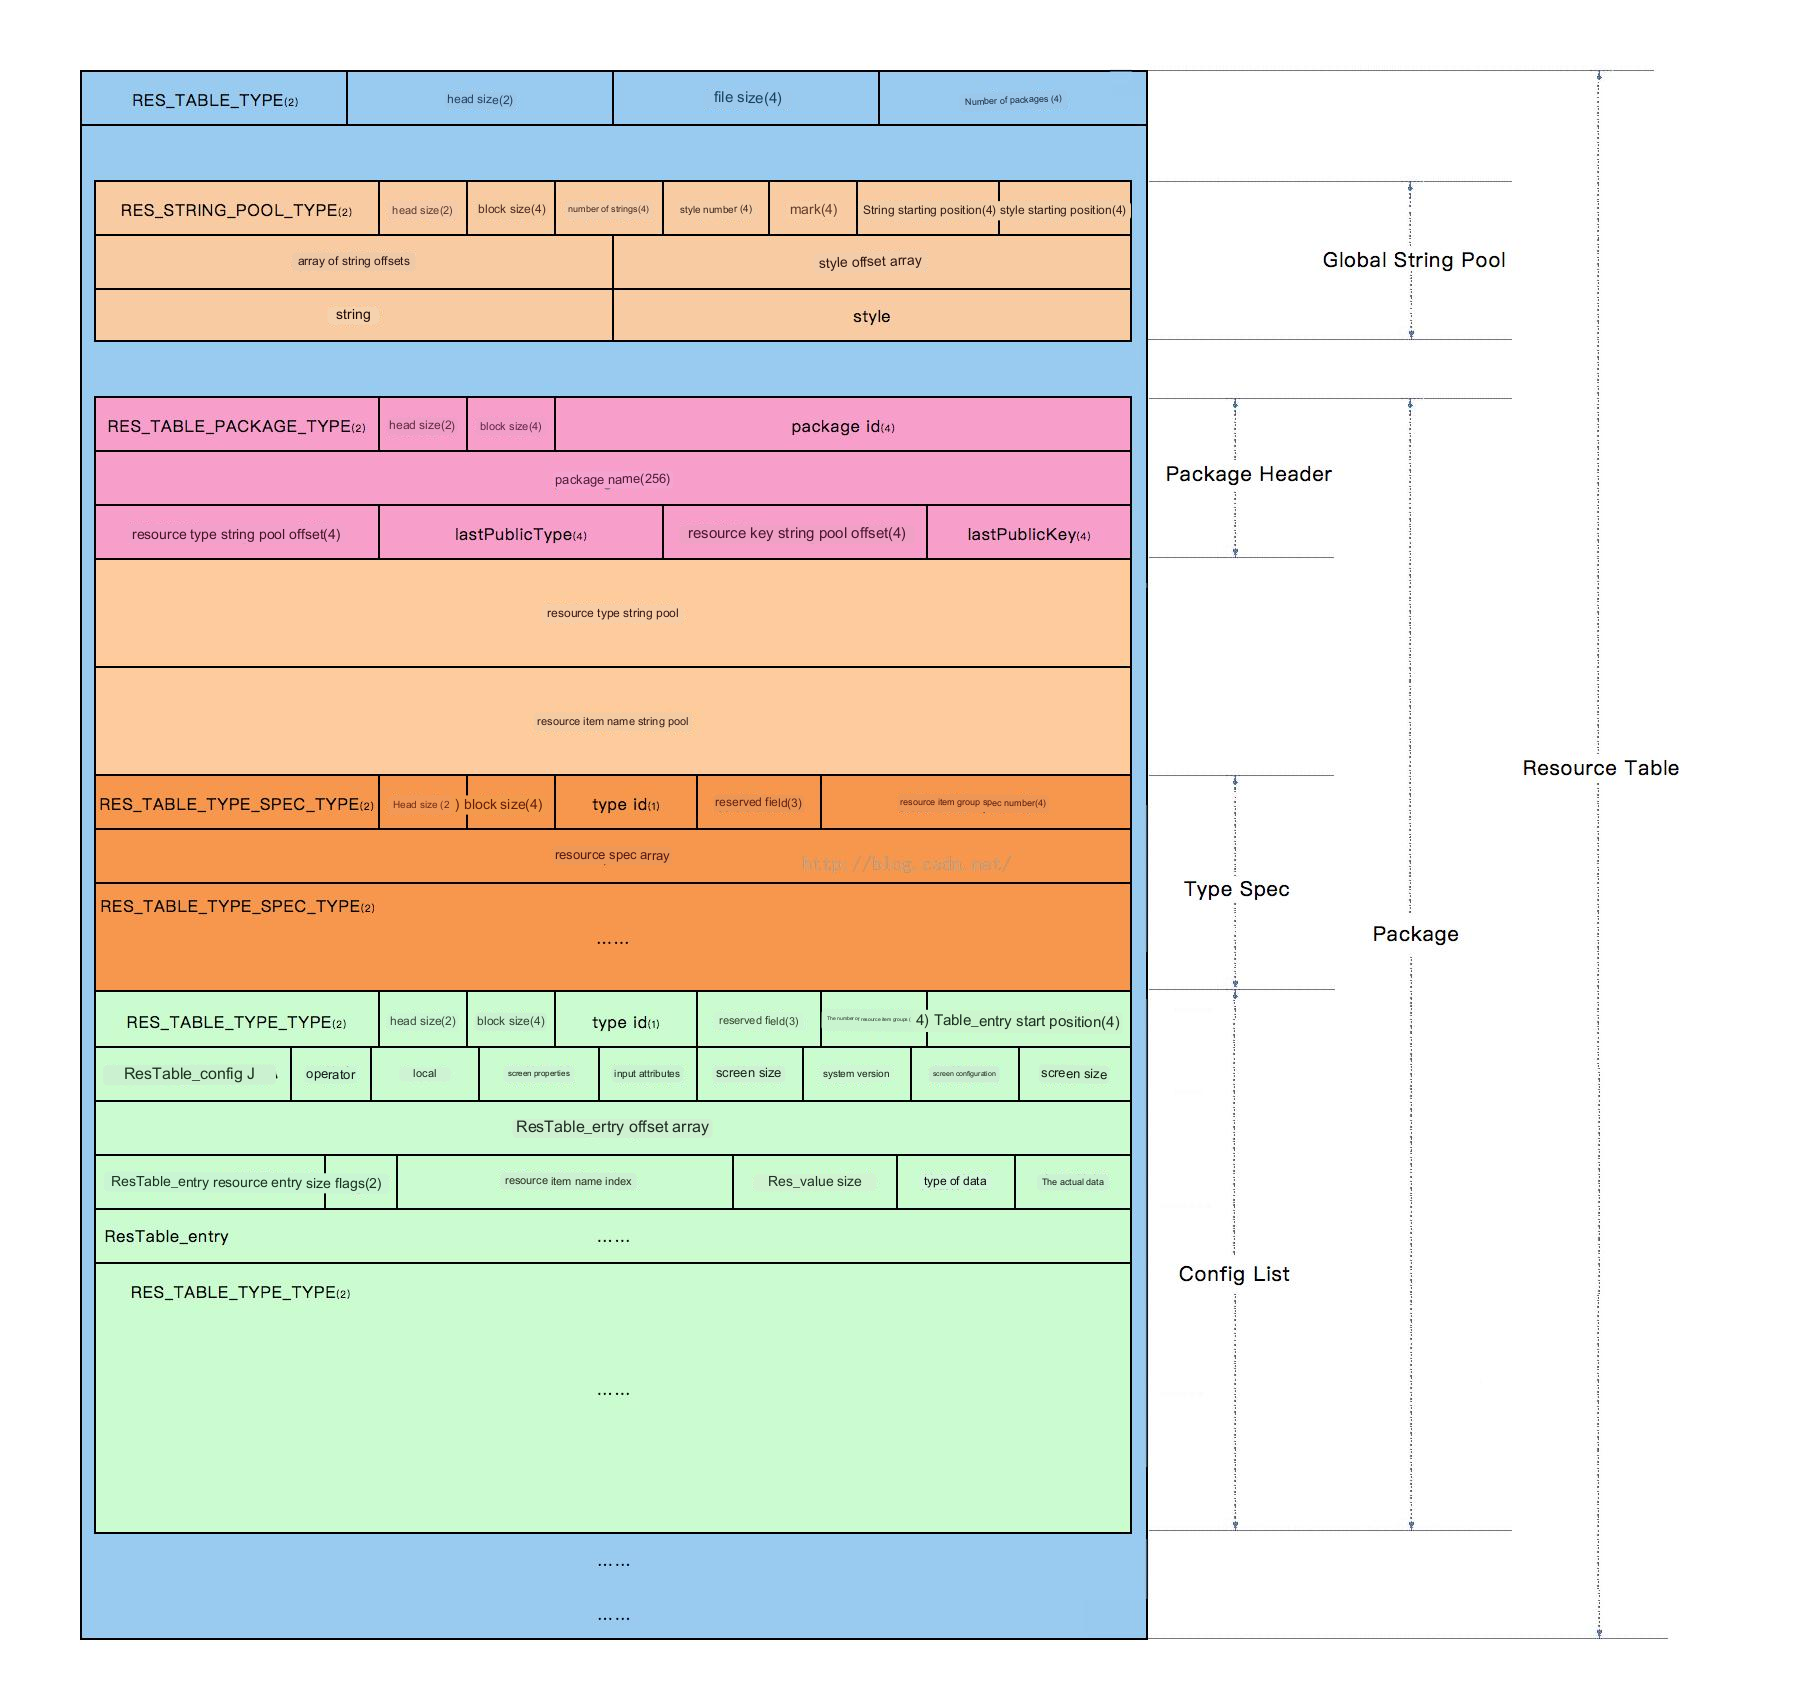 RES_TABLE_TYPE(2) head size(2) file size(4) Number of packages (4)
RES_STRING_POOL_TYPE(2) head size(2) block size(4) number of strings(4) style number (4) mark(4) String starting position(4) style starting position(4)
array of string offsets style offset array
Global String Pool
string style
RES_TABLE_PACKAGE_TYPE(2) head size(2) block size(4) package id(4)
package name(256)
Package Header
resource type string pool offset(4) lastPublicType(4) resource key string pool offset(4) lastPublicKey(4)
resource type string pool
resource item name string pool
Resource Table
RES_TABLE_TYPE_SPEC_TYPE(2) Head size (2 ) block size(4) type id(1) reserved field(3) resource item group spec number(4)
resource spec array
http://blog.csdn.net/
Type Spec
RES_TABLE_TYPE_SPEC_TYPE(2)
Package
……
RES_TABLE_TYPE_TYPE(2) head size(2) block size(4) type id(1) reserved field(3) The number of resource item groups ( 4) Table_entry start position(4)
ResTable_config J operator local screen properties input attributes screen size system version screen configuration screen size
ResTable_ertry offset array
ResTable_entry resource entry size flags(2) resource item name index Res_value size type of data The actual data
ResTable_entry ……
Config List
RES_TABLE_TYPE_TYPE(2)
……
……
……